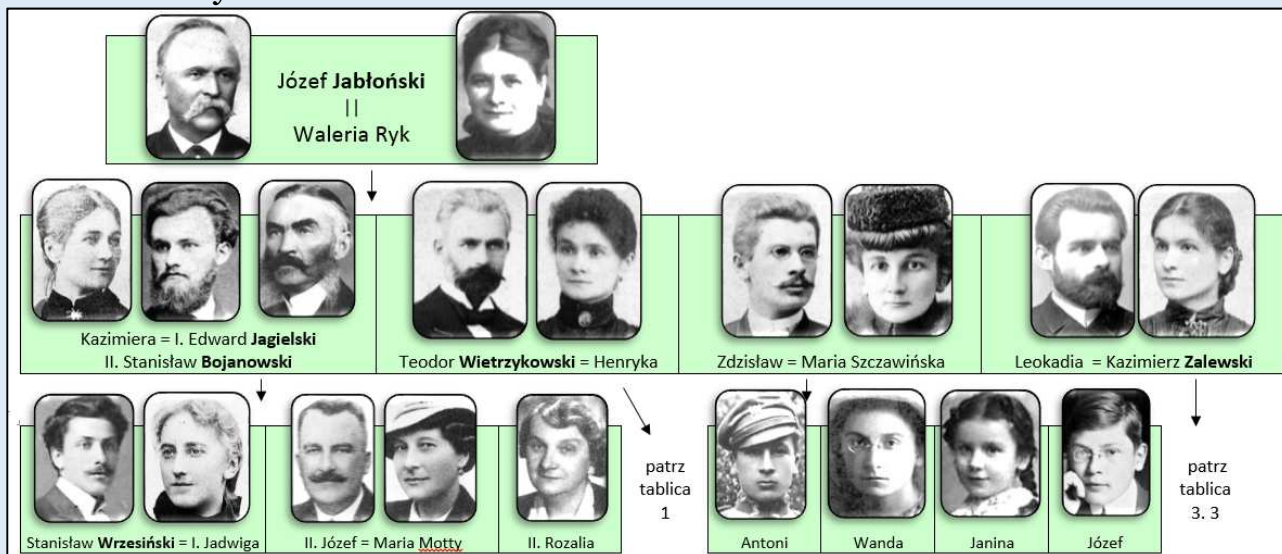 Józef Jabłoński
||
Waleria Ryk
Kazimiera = I. Edward Jagielski
II. Stanisław Bojanowski
Teodor Wietrzykowski = Henryka
Zdzisław = Maria Szczawińska
Leokadia = Kazimierz Zalewski
Stanisław Wrzesiński = I. Jadwiga
II. Józef = Maria Motty
II. Rozalia
patrz
tablica
1
Antoni
Wanda
Janina
Józef
patrz
tablica
3. 3